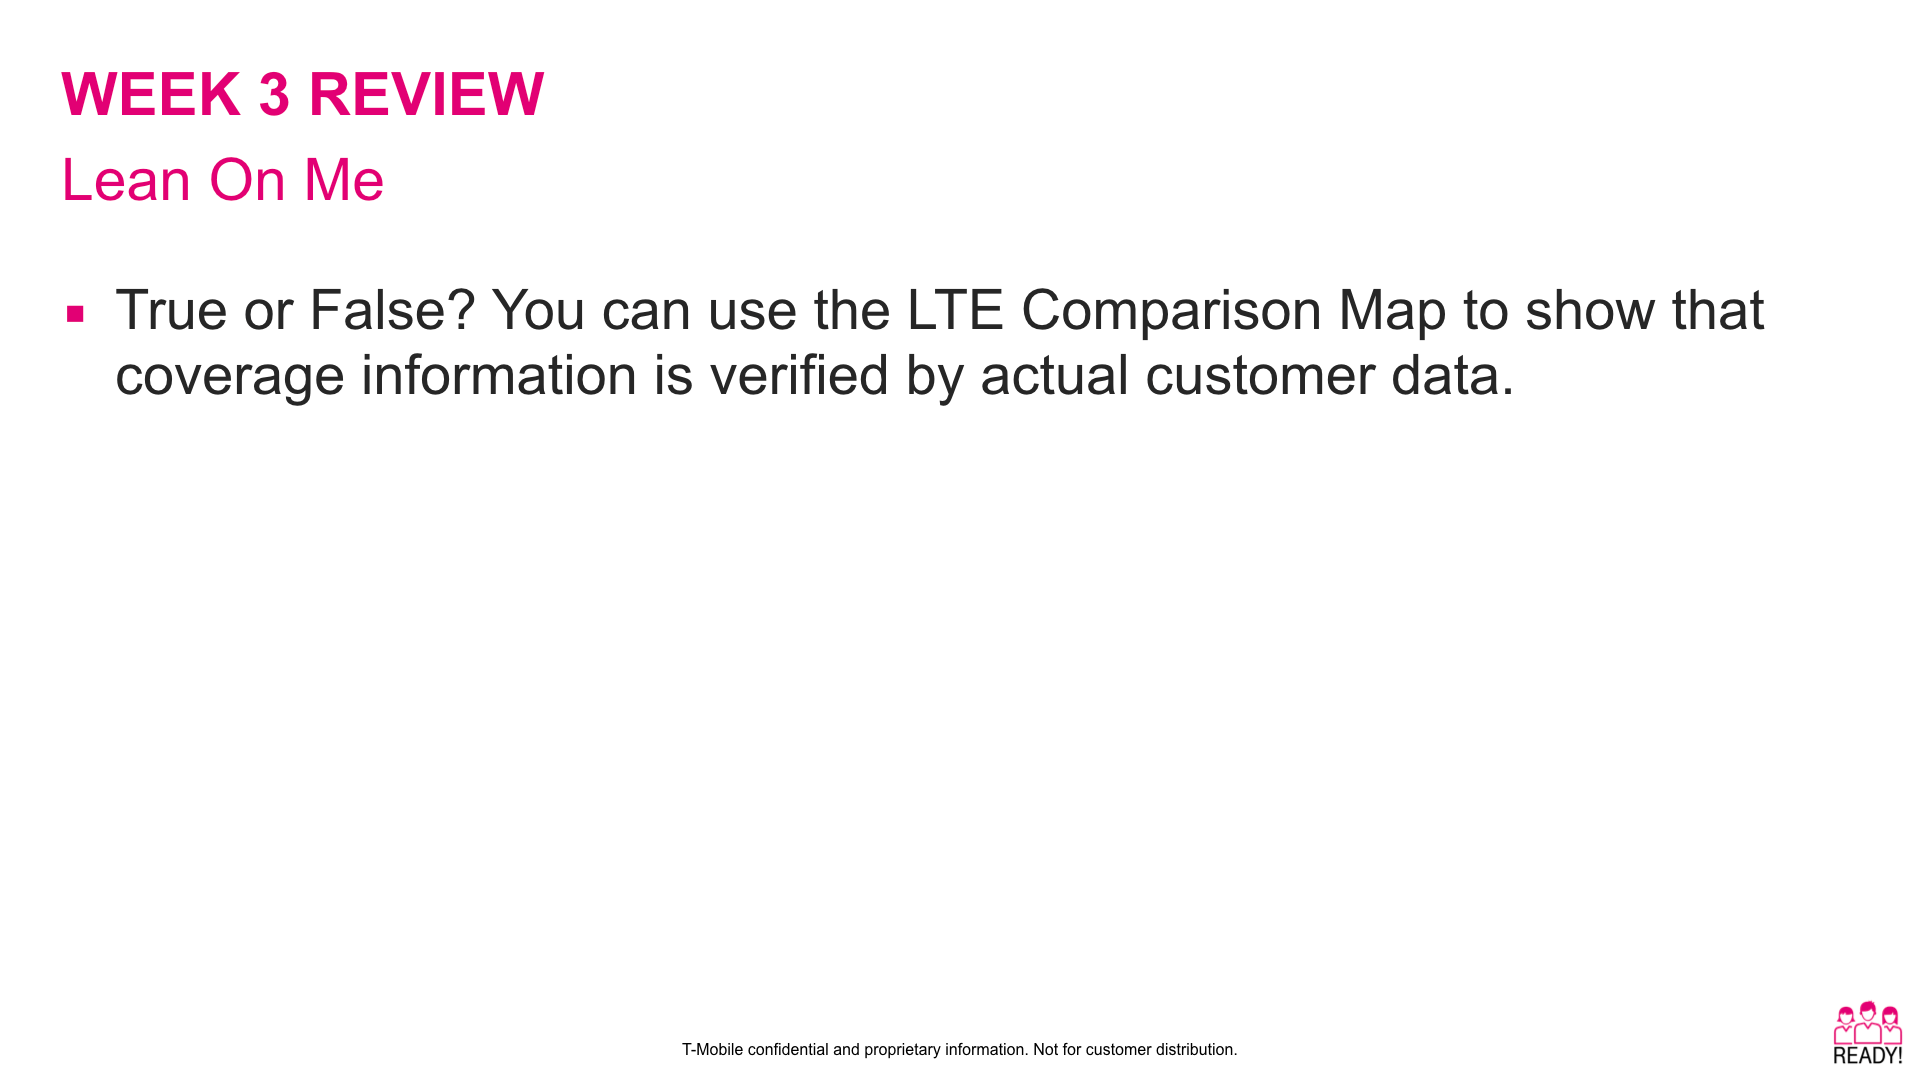 WEEK 3 REVIEW
Lean On Me
▪ True or False? You can use the LTE Comparison Map to show that
coverage information is verified by actual customer data.
T-Mobile confidential and proprietary information. Not for customer distribution.
READY!